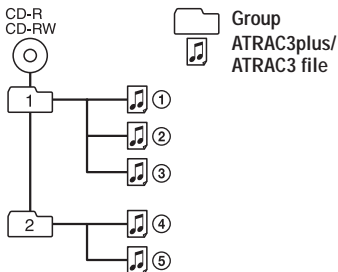 CD-R
CD-RW
Group
ATRAC3plus/
ATRAC3 file
1
①
②
③
2
④
⑤